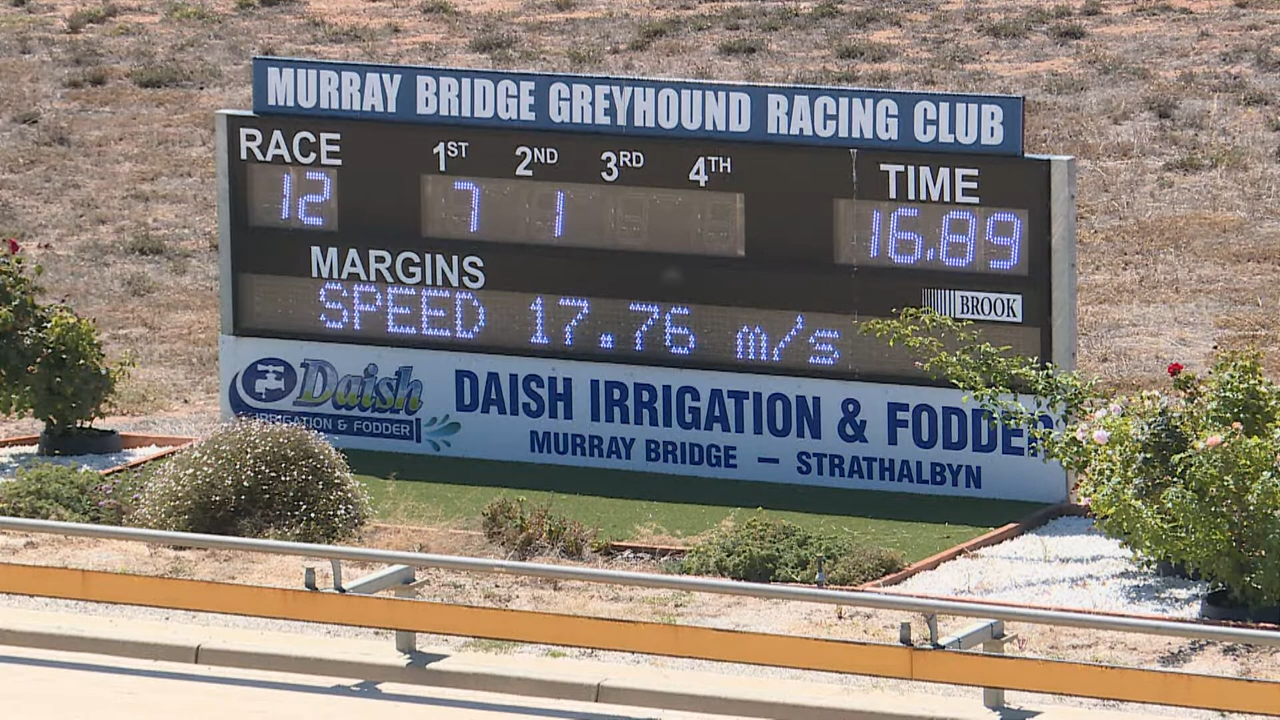 MURRAY BRIDGE GREYHOUND RACING CLUB
RACE 1ST 2ND 3RD 4TH TIME
12 7 1 16.89
MARGINS
BROOK
SPEED 17.76 m/s
Daish
IRRIGATION & FODDER
DAISH IRRIGATION & FODDER
MURRAY BRIDGE — STRATHALBYN